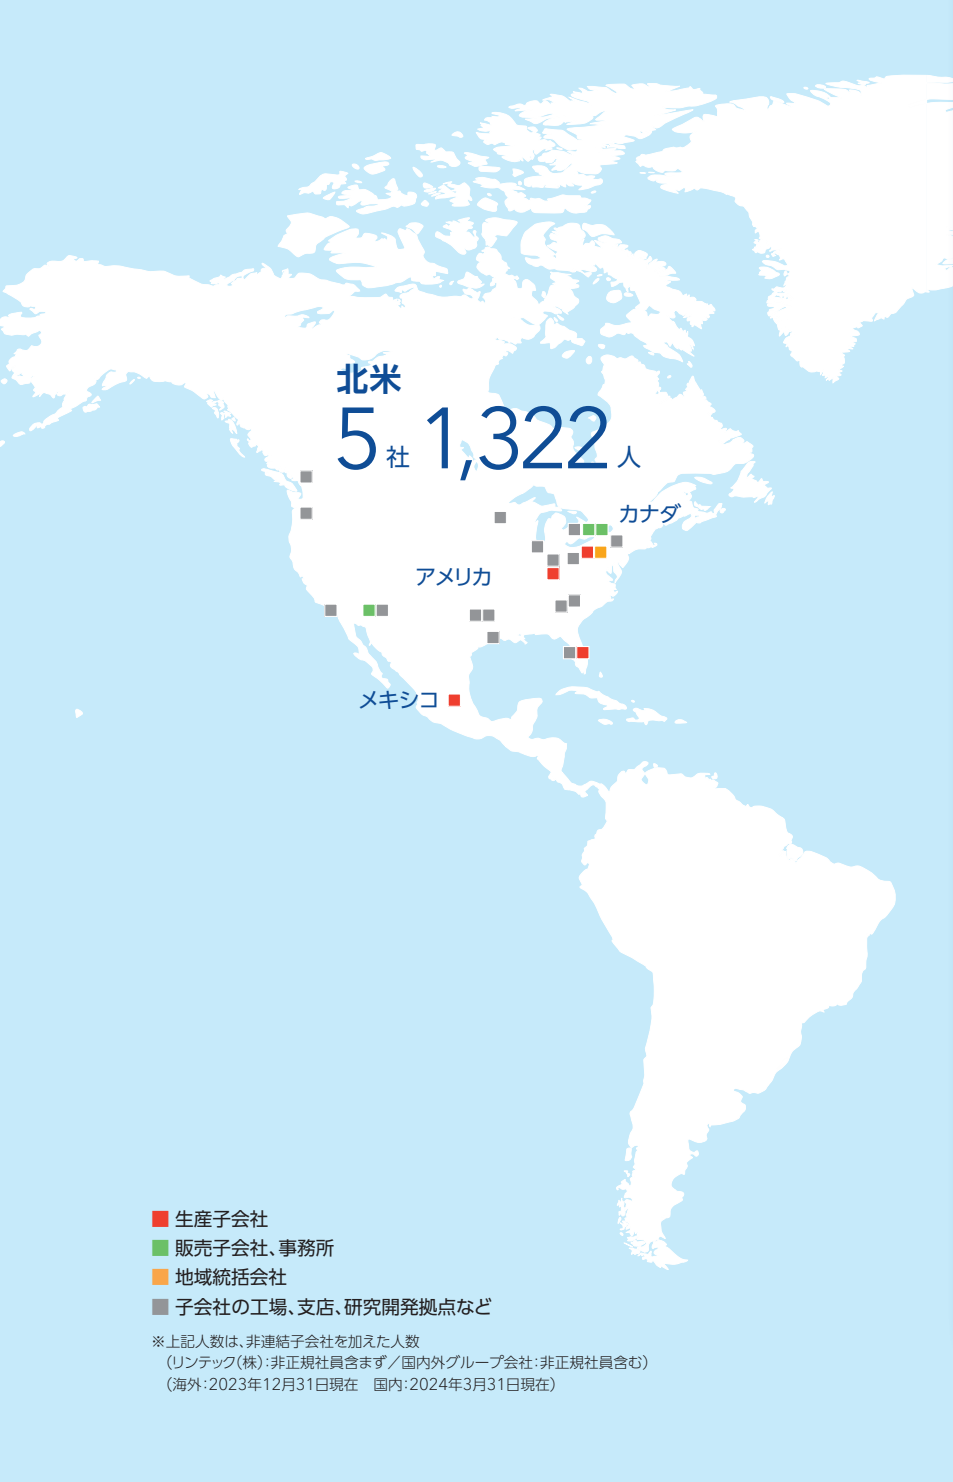 北米
5社 1,322人
カナダ
アメリカ
メキシコ
生産子会社
販売子会社、事務所
地域統括会社
子会社の工場、支店、研究開発拠点など
※上記人数は、非連結子会社を加えた人数
（リンテック（株）：非正規社員含まず／国内外グループ会社：非正規社員含む）
（海外：2023年12月31日現在　国内：2024年3月31日現在）